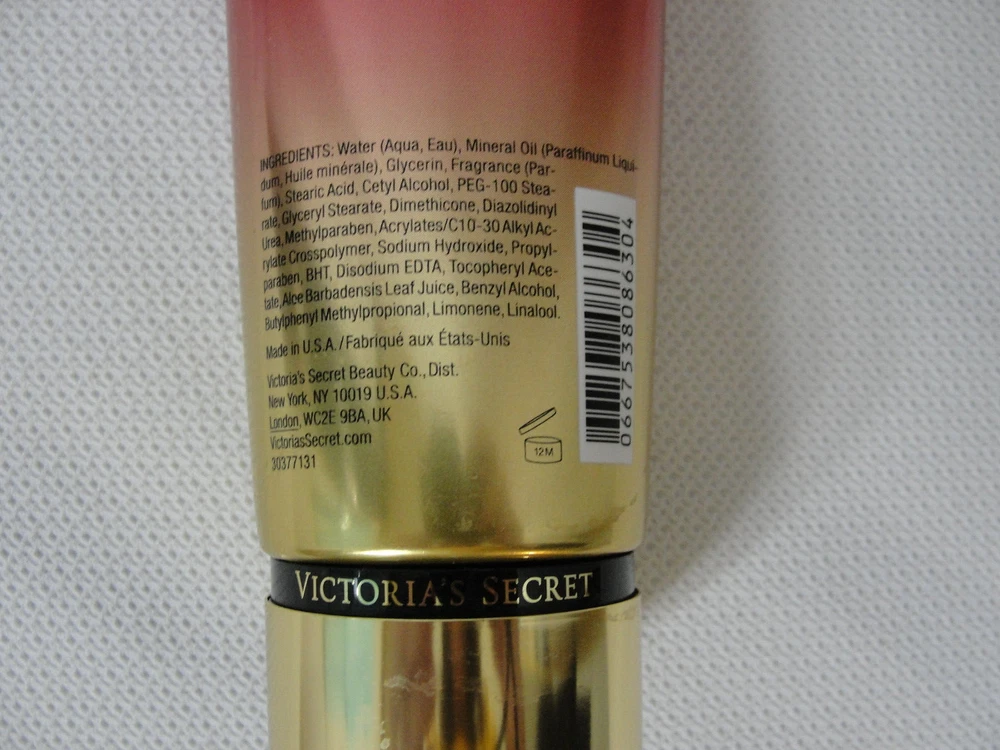 INGREDIENTS: Water (Aqua, Eau), Mineral Oil (Paraffinum Liqui-
dum, Huile minérale), Glycerin, Fragrance (Par-
fum), Stearic Acid, Cetyl Alcohol, PEG-100 Stea-
rate, Glyceryl Stearate, Dimethicone, Diazolidinyl
Urea, Methylparaben, Acrylates/C10-30 Alkyl Ac-
rylate Crosspolymer, Sodium Hydroxide, Propyl-
paraben, BHT, Disodium EDTA, Tocopheryl Ace-
tate, Aloe Barbadensis Leaf Juice, Benzyl Alcohol,
Butylphenyl Methylpropional, Limonene, Linalool.
Made in U.S.A./Fabriqué aux États-Unis
Victoria's Secret Beauty Co., Dist.
New York, NY 10019 U.S.A.
London, WC2E 9BA, UK
VictoriasSecret.com
30377131
12M
0667538086304
VICTORIA'S SECRET